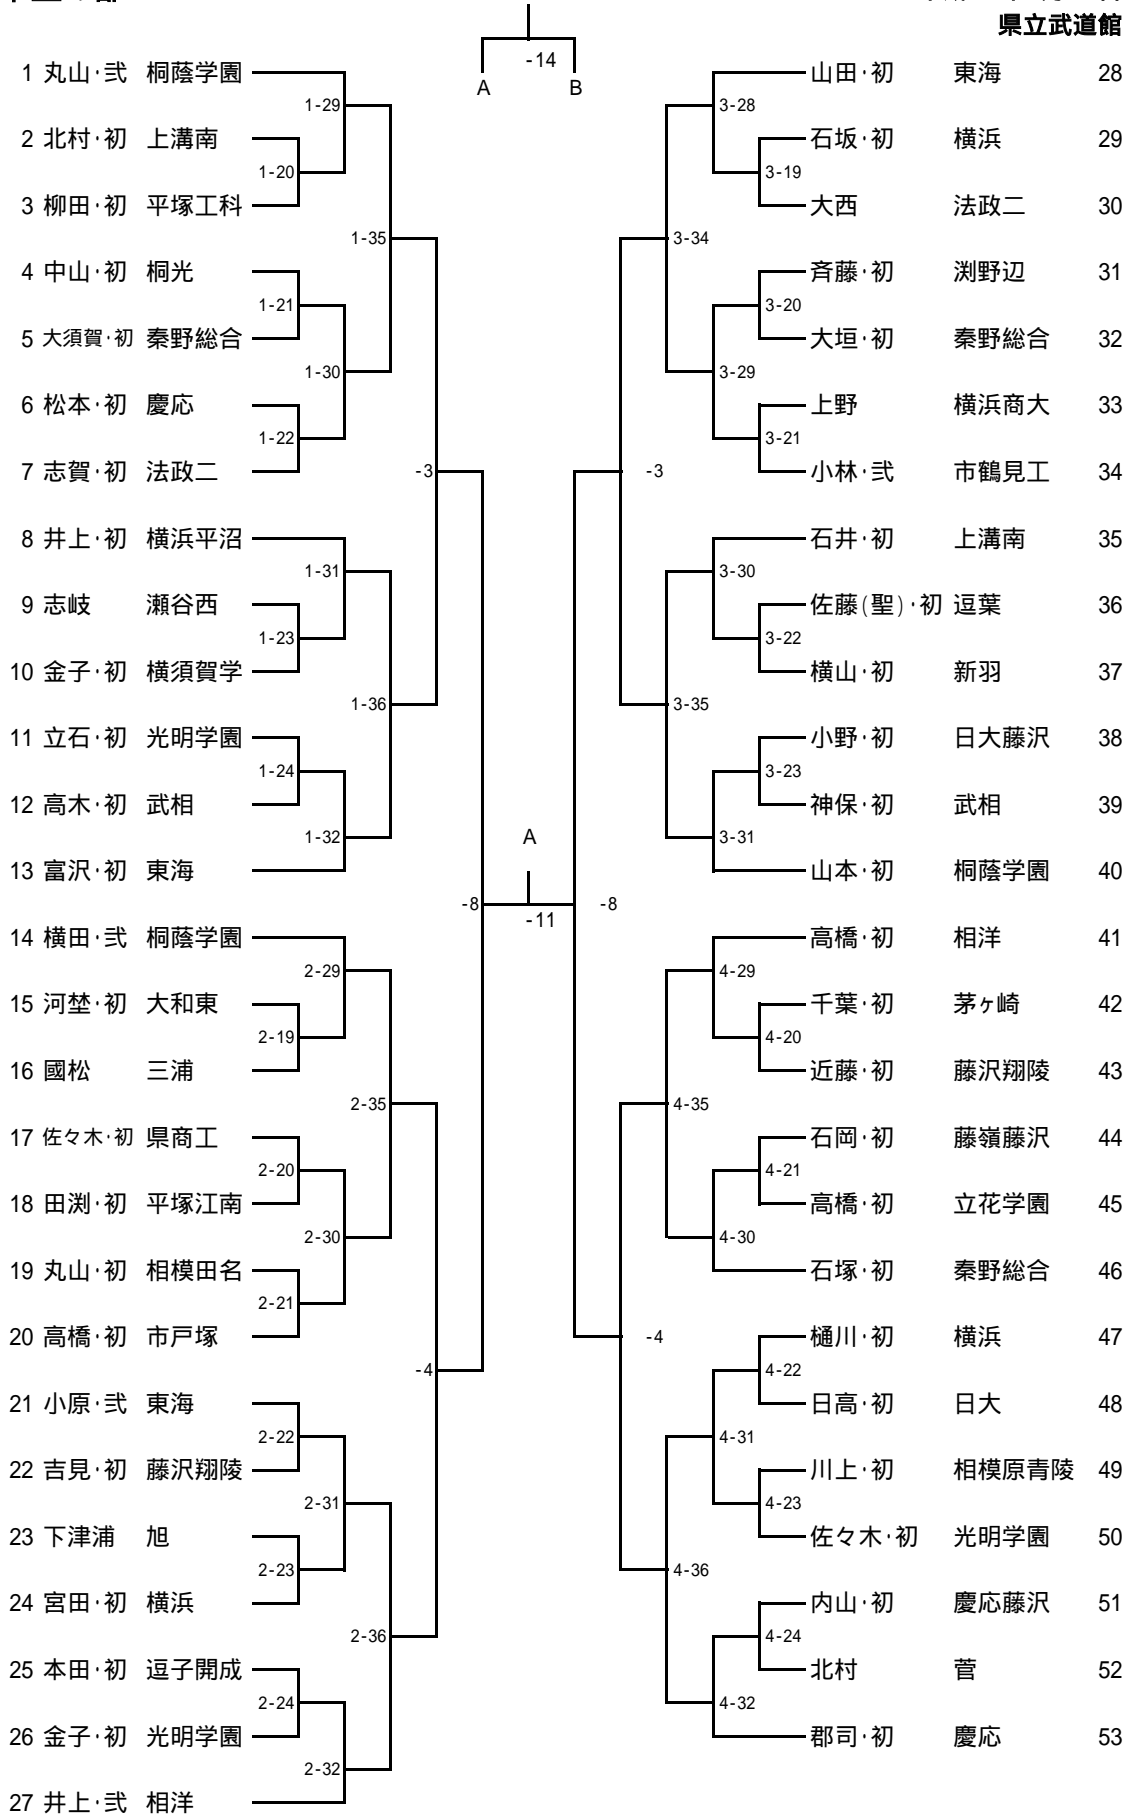 県立武道館
-14
A B
1 丸山・弐 桐蔭学園
1-29
2 北村・初 上溝南
1-20
3 柳田・初 平塚工科
1-35
4 中山・初 桐光
1-21
5 大須賀・初 秦野総合
1-30
6 松本・初 慶応
1-22
7 志賀・初 法政二
-3
8 井上・初 横浜平沼
1-31
9 志岐 瀬谷西
1-23
10 金子・初 横須賀学
1-36
11 立石・初 光明学園
1-24
12 高木・初 武相
1-32
13 富沢・初 東海
-8
14 横田・弐 桐蔭学園
2-29
15 河埜・初 大和東
2-19
16 國松 三浦
2-35
17 佐々木・初 県商工
2-20
18 田渕・初 平塚江南
2-30
19 丸山・初 相模田名
2-21
20 高橋・初 市戸塚
-4
21 小原・弐 東海
2-22
22 吉見・初 藤沢翔陵
2-31
23 下津浦 旭
2-23
24 宮田・初 横浜
2-36
25 本田・初 逗子開成
2-24
26 金子・初 光明学園
2-32
27 井上・弐 相洋
A
-11
山田・初 東海 28
3-28
石坂・初 横浜 29
3-19
大西 法政二 30
3-34
斉藤・初 渕野辺 31
3-20
大垣・初 秦野総合 32
3-29
上野 横浜商大 33
3-21
小林・弐 市鶴見工 34
-3
石井・初 上溝南 35
3-30
佐藤(聖)・初 逗葉 36
3-22
横山・初 新羽 37
3-35
小野・初 日大藤沢 38
3-23
神保・初 武相 39
3-31
山本・初 桐蔭学園 40
-8
高橋・初 相洋 41
4-29
千葉・初 茅ヶ崎 42
4-20
近藤・初 藤沢翔陵 43
4-35
石岡・初 藤嶺藤沢 44
4-21
高橋・初 立花学園 45
4-30
石塚・初 秦野総合 46
-4
樋川・初 横浜 47
4-22
日高・初 日大 48
4-31
川上・初 相模原青陵 49
4-23
佐々木・初 光明学園 50
4-36
内山・初 慶応藤沢 51
4-24
北村 菅 52
4-32
郡司・初 慶応 53